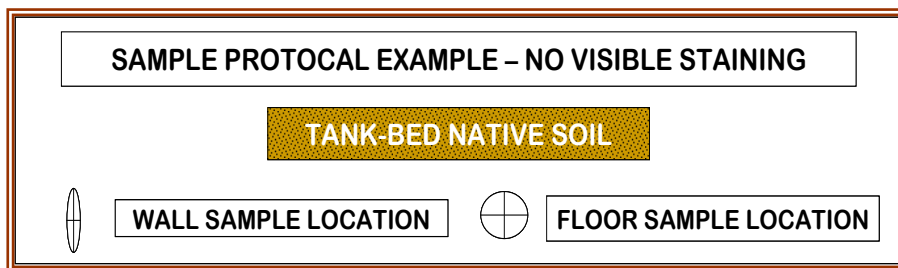 SAMPLE PROTOCAL EXAMPLE – NO VISIBLE STAINING
TANK-BED NATIVE SOIL
WALL SAMPLE LOCATION
FLOOR SAMPLE LOCATION